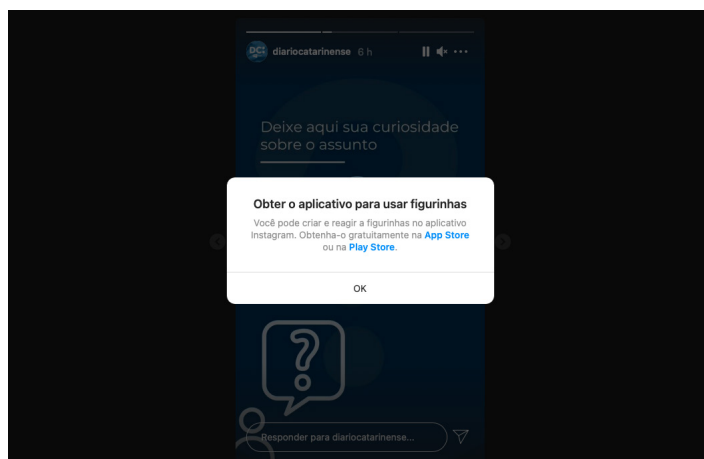 DC diariocatarinense 6 h
Deixe aqui sua curiosidade
sobre o assunto
Obter o aplicativo para usar figurinhas
Você pode criar e reagir a figurinhas no aplicativo
Instagram. Obtenha-o gratuitamente na App Store
ou na Play Store.
OK
?
Responder para diariocatarinense...